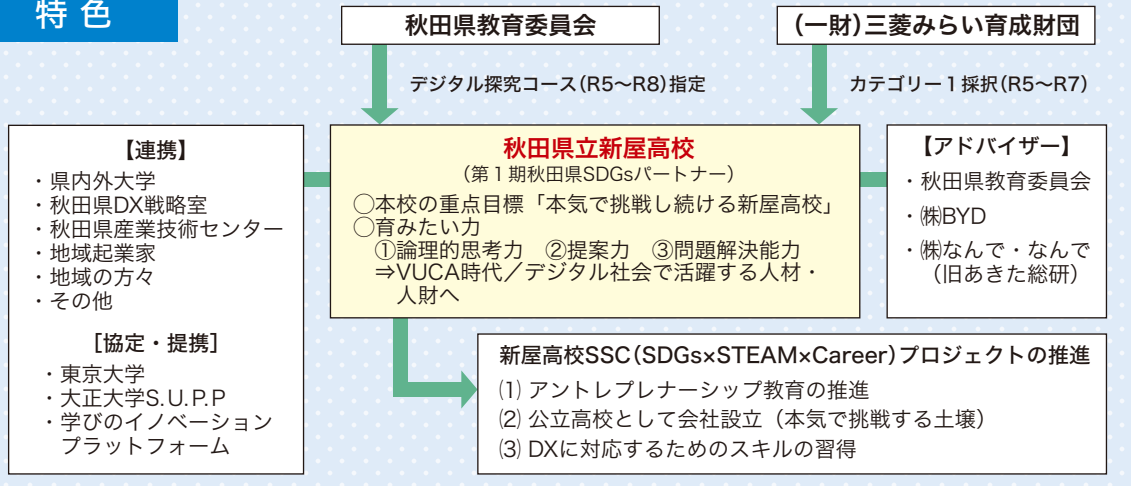 特色
秋田県教育委員会
(一財)三菱みらい育成財団
デジタル探究コース(R5〜R8)指定
カテゴリー1採択(R5〜R7)
【連携】
・県内外大学
・秋田県DX戦略室
・秋田県産業技術センター
・地域起業家
・地域の方々
・その他
[協定・提携]
・東京大学
・大正大学S.U.P.P
・学びのイノベーション
プラットフォーム
秋田県立新屋高校
(第1期秋田県SDGsパートナー)
○本校の重点目標「本気で挑戦し続ける新屋高校」
○育みたい力
①論理的思考力 ②提案力 ③問題解決能力
⇒VUCA時代/デジタル社会で活躍する人材・
人財へ
【アドバイザー】
・秋田県教育委員会
・㈱BYD
・㈱なんで・なんで
(旧あきた総研)
新屋高校SSC(SDGs×STEAM×Career)プロジェクトの推進
⑴ アントレプレナーシップ教育の推進
⑵ 公立高校として会社設立(本気で挑戦する土壌)
⑶ DXに対応するためのスキルの習得